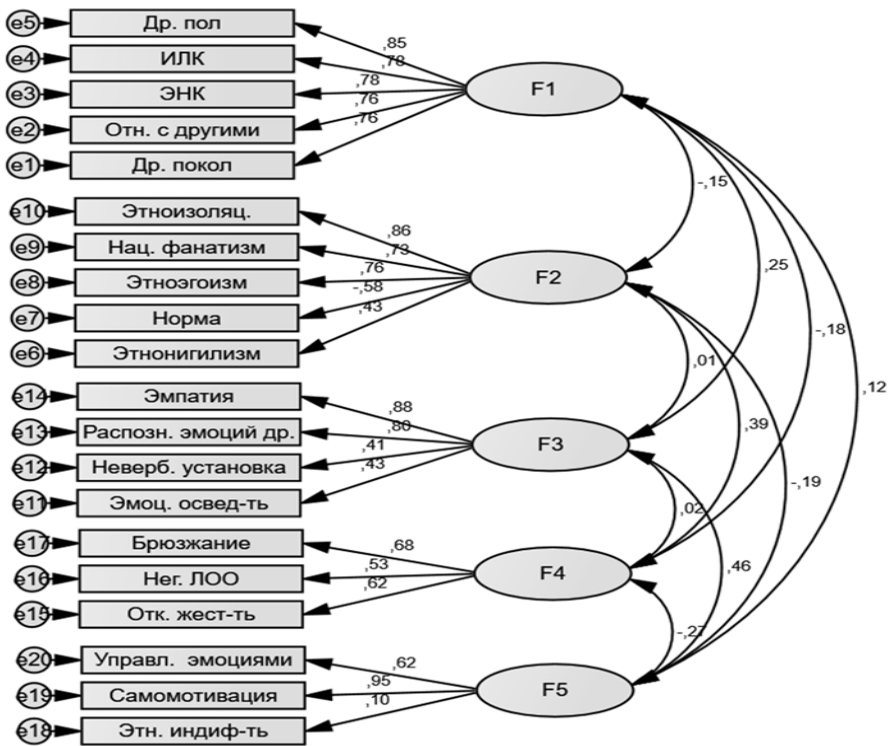 e5 Др. пол ,85
e4 ИЛК ,78
e3 ЭНК ,78
e2 Отн. с другими ,76
e1 Др. покол ,76
F1
-,15
,25
-,18
,12
e10 Этноизоляц. ,86
e9 Нац. фанатизм ,73
e8 Этноэгоизм ,76
e7 Норма -,58
e6 Этнонигилизм ,43
F2
,01
,39
-,19
e14 Эмпатия ,88
e13 Распозн. эмоций др. ,80
e12 Неверб. установка ,41
e11 Эмоц. освед-ть ,43
F3
,02
,46
e17 Брюзжание ,68
e16 Нег. ЛОО ,53
e15 Отк. жест-ть ,62
F4
-,27
e20 Управл. эмоциями ,62
e19 Самомотивация ,95
e18 Этн. индиф-ть ,10
F5